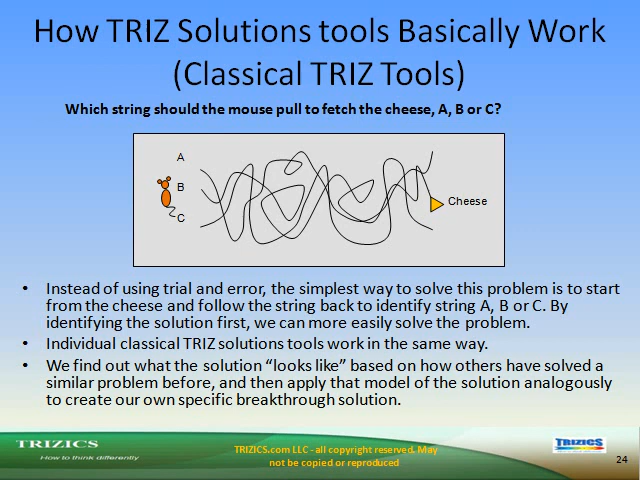 How TRIZ Solutions tools Basically Work
(Classical TRIZ Tools)
Which string should the mouse pull to fetch the cheese, A, B or C?
A
B
C
Cheese
• Instead of using trial and error, the simplest way to solve this problem is to start
from the cheese and follow the string back to identify string A, B or C. By
identifying the solution first, we can more easily solve the problem.
• Individual classical TRIZ solutions tools work in the same way.
• We find out what the solution “looks like” based on how others have solved a
similar problem before, and then apply that model of the solution analogously
to create our own specific breakthrough solution.
TRIZICS
How to think differently
TRIZICS.com LLC - all copyright reserved. May
not be copied or reproduced
TRIZICS
24